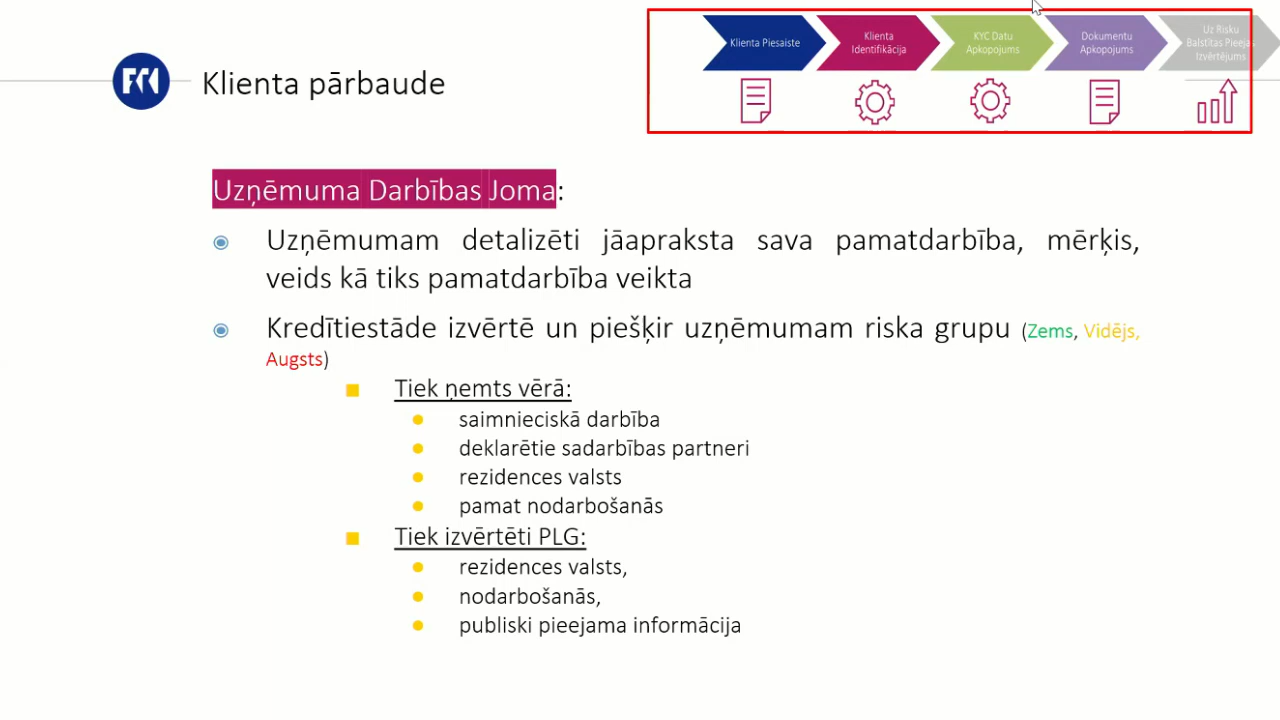 Klienta Piesaiste
Klienta
Identifikācija
KYC Datu
Apkopojums
Dokumentu
Apkopojums
Uz Risku
Balstītas Pieejas
Izvērtējums
Klienta pārbaude
Uzņēmuma Darbības Joma:
Uzņēmumam detalizēti jāapraksta sava pamatdarbība, mērķis,
veids kā tiks pamatdarbība veikta
Kredītiestāde izvērtē un piešķir uzņēmumam riska grupu (Zems, Vidējs,
Augsts)
Tiek ņemts vērā:
saimnieciskā darbība
deklarētie sadarbības partneri
rezidences valsts
pamat nodarbošanās
Tiek izvērtēti PLG:
rezidences valsts,
nodarbošanās,
publiski pieejama informācija